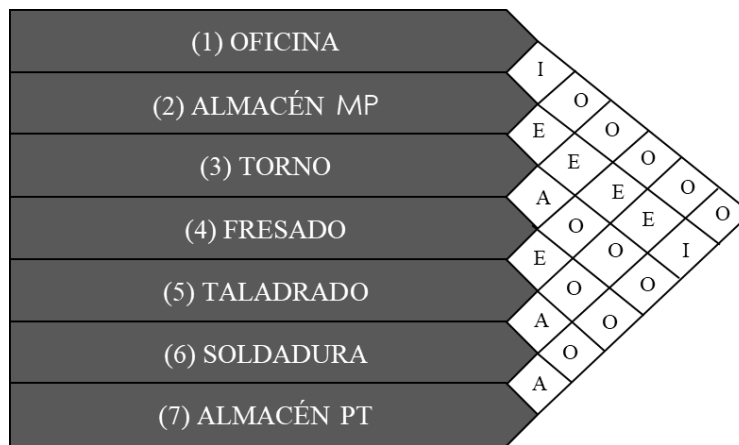 (1) OFICINA
I O O O O O
(2) ALMACÉN MP
E E E E I
(3) TORNO
A O O O
(4) FRESADO
E O O
(5) TALADRADO
A O
(6) SOLDADURA
A
(7) ALMACÉN PT